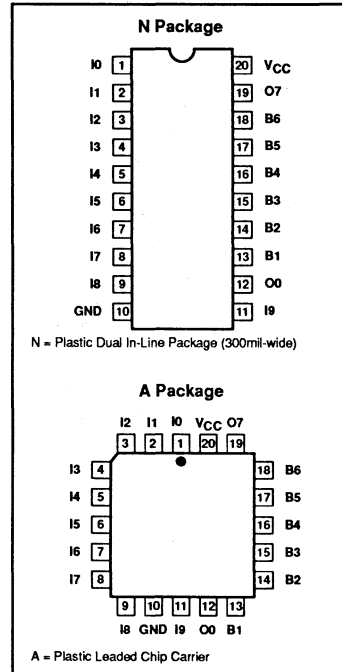 N Package
I0 1 20 VCC
I1 2 19 O7
I2 3 18 B6
I3 4 17 B5
I4 5 16 B4
I5 6 15 B3
I6 7 14 B2
I7 8 13 B1
I8 9 12 O0
GND 10 11 I9
N = Plastic Dual In-Line Package (300mil-wide)
A Package
I2 I1 I0 VCC O7
3 2 1 20 19
I3 4 18 B6
I4 5 17 B5
I5 6 16 B4
I6 7 15 B3
I7 8 14 B2
9 10 11 12 13
I8 GND I9 O0 B1
A = Plastic Leaded Chip Carrier